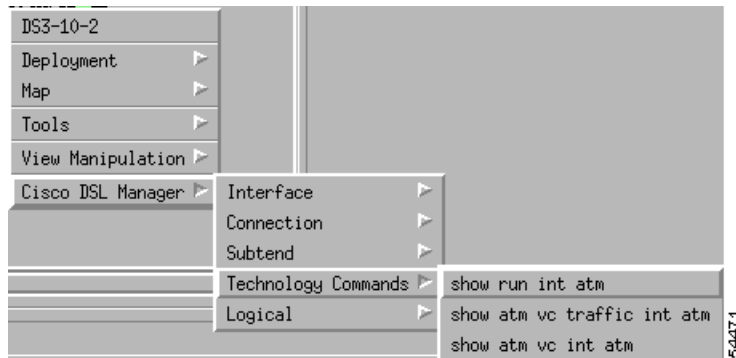 DS3-10-2
Deployment
Map
Tools
View Manipulation
Cisco DSL Manager
Interface
Connection
Subtend
Technology Commands
Logical
show run int atm
show atm vc traffic int atm
show atm vc int atm
54471